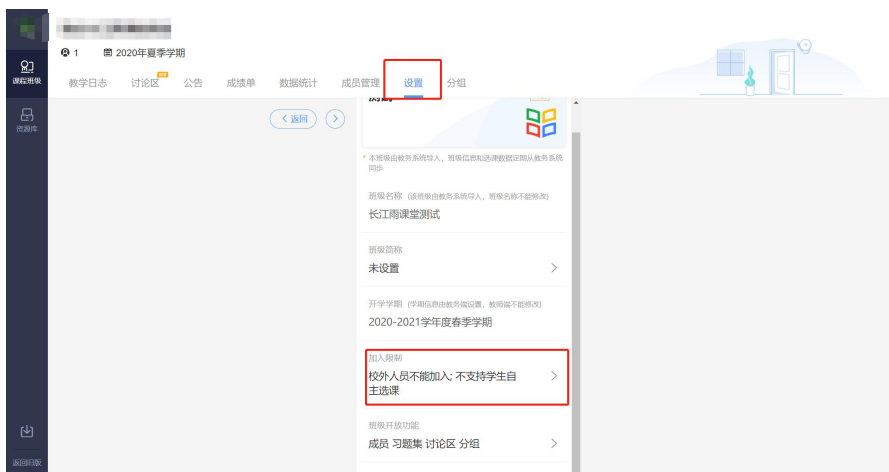 1 2020年夏季学期
课程班级
教学日志 讨论区 公告 成绩单 数据统计 成员管理 设置 分组
资源库
返回
* 本班级由教务系统导入，班级信息和选课数据定期从教务系统
同步
班级名称 (该班级由教务系统导入，班级名称不能修改)
长江雨课堂测试
班级简称
未设置
开学学期 (学期信息由教务端设置，教师端不能修改)
2020-2021学年度春季学期
加入限制
校外人员不能加入; 不支持学生自
主选课
班级开放功能
成员 习题集 讨论区 分组
返回旧版